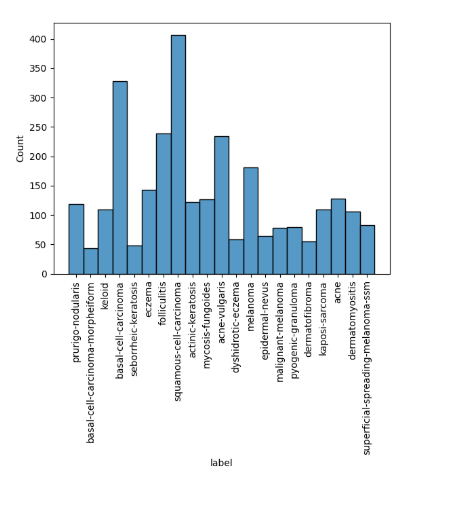 400
350
300
250
200
150
100
50
0
Count
prurigo-nodularis
basal-cell-carcinoma-morpheiform
keloid
basal-cell-carcinoma
seborrheic-keratosis
eczema
folliculitis
squamous-cell-carcinoma
actinic-keratosis
mycosis-fungoides
acne-vulgaris
dyshidrotic-eczema
melanoma
epidermal-nevus
malignant-melanoma
pyogenic-granuloma
dermatofibroma
kaposi-sarcoma
acne
dermatomyositis
superficial-spreading-melanoma-ssm
label